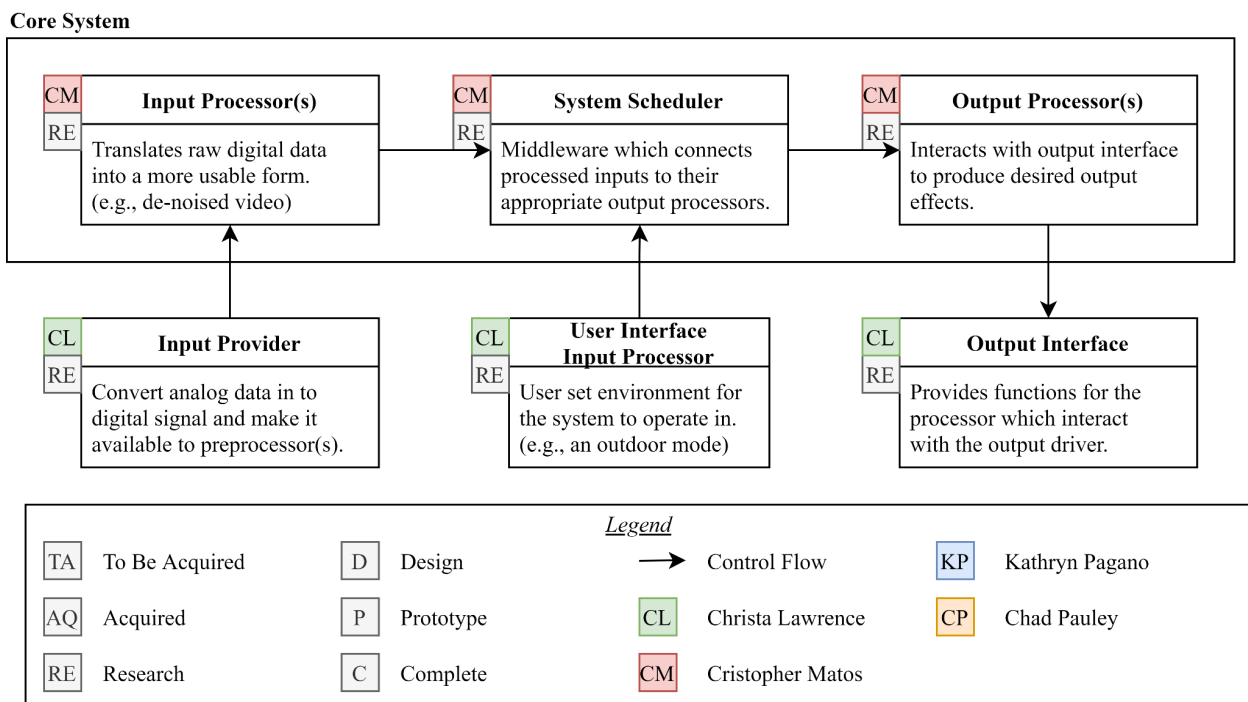 Core System
CM
RE
Input Processor(s)
Translates raw digital data
into a more usable form.
(e.g., de-noised video)
CM
RE
System Scheduler
Middleware which connects
processed inputs to their
appropriate output processors.
CM
RE
Output Processor(s)
Interacts with output interface
to produce desired output
effects.
CL
RE
Input Provider
Convert analog data in to
digital signal and make it
available to preprocessor(s).
CL
RE
User Interface
Input Processor
User set environment for
the system to operate in.
(e.g., an outdoor mode)
CL
RE
Output Interface
Provides functions for the
processor which interact
with the output driver.
Legend
TA To Be Acquired
D Design
Control Flow
KP Kathryn Pagano
AQ Acquired
P Prototype
CL Christa Lawrence
CP Chad Pauley
RE Research
C Complete
CM Cristopher Matos